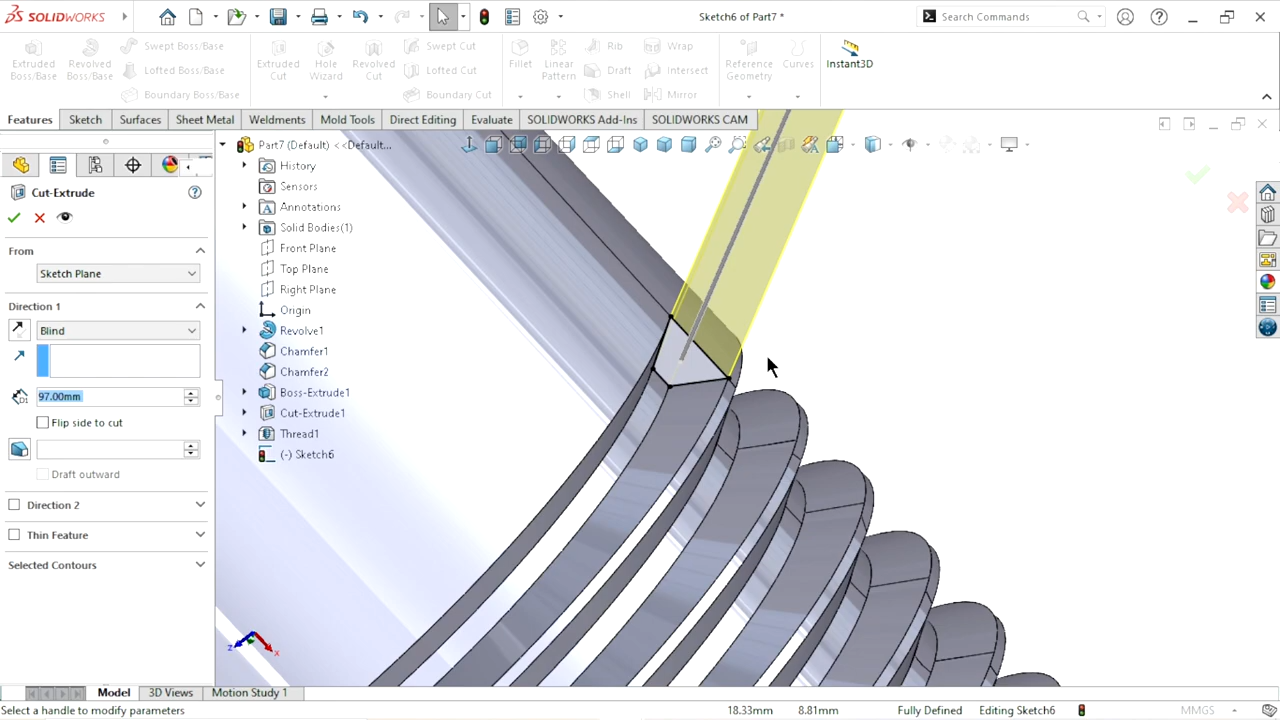 SOLIDWORKS
Sketch6 of Part7 *
Search Commands
Extruded Boss/Base
Revolved Boss/Base
Swept Boss/Base
Lofted Boss/Base
Boundary Boss/Base
Extruded Cut
Hole Wizard
Revolved Cut
Swept Cut
Lofted Cut
Boundary Cut
Fillet
Linear Pattern
Rib
Draft
Shell
Wrap
Intersect
Mirror
Reference Geometry
Curves
Instant3D
Features
Sketch
Surfaces
Sheet Metal
Weldments
Mold Tools
Direct Editing
Evaluate
SOLIDWORKS Add-Ins
SOLIDWORKS CAM
Cut-Extrude
From
Sketch Plane
Direction 1
Blind
97.00mm
Flip side to cut
Draft outward
Direction 2
Thin Feature
Selected Contours
Part7 (Default) <<Default...
History
Sensors
Annotations
Solid Bodies(1)
Front Plane
Top Plane
Right Plane
Origin
Revolve1
Chamfer1
Chamfer2
Boss-Extrude1
Cut-Extrude1
Thread1
(-) Sketch6
z
x
Model
3D Views
Motion Study 1
Select a handle to modify parameters
18.33mm
8.81mm
Fully Defined
Editing Sketch6
MMGS